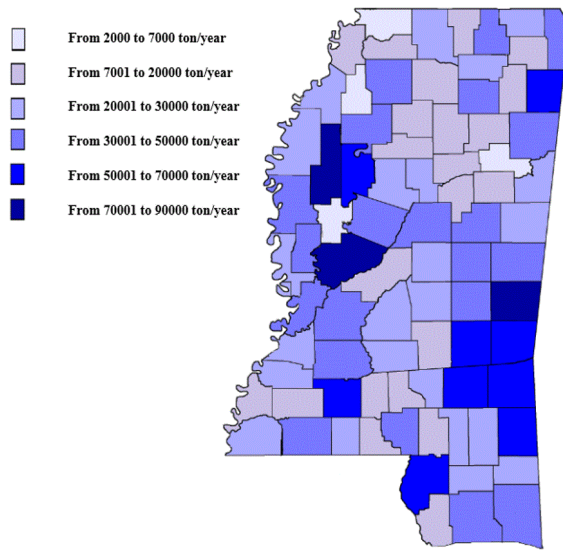 From 2000 to 7000 ton/year
From 7001 to 20000 ton/year
From 20001 to 30000 ton/year
From 30001 to 50000 ton/year
From 50001 to 70000 ton/year
From 70001 to 90000 ton/year